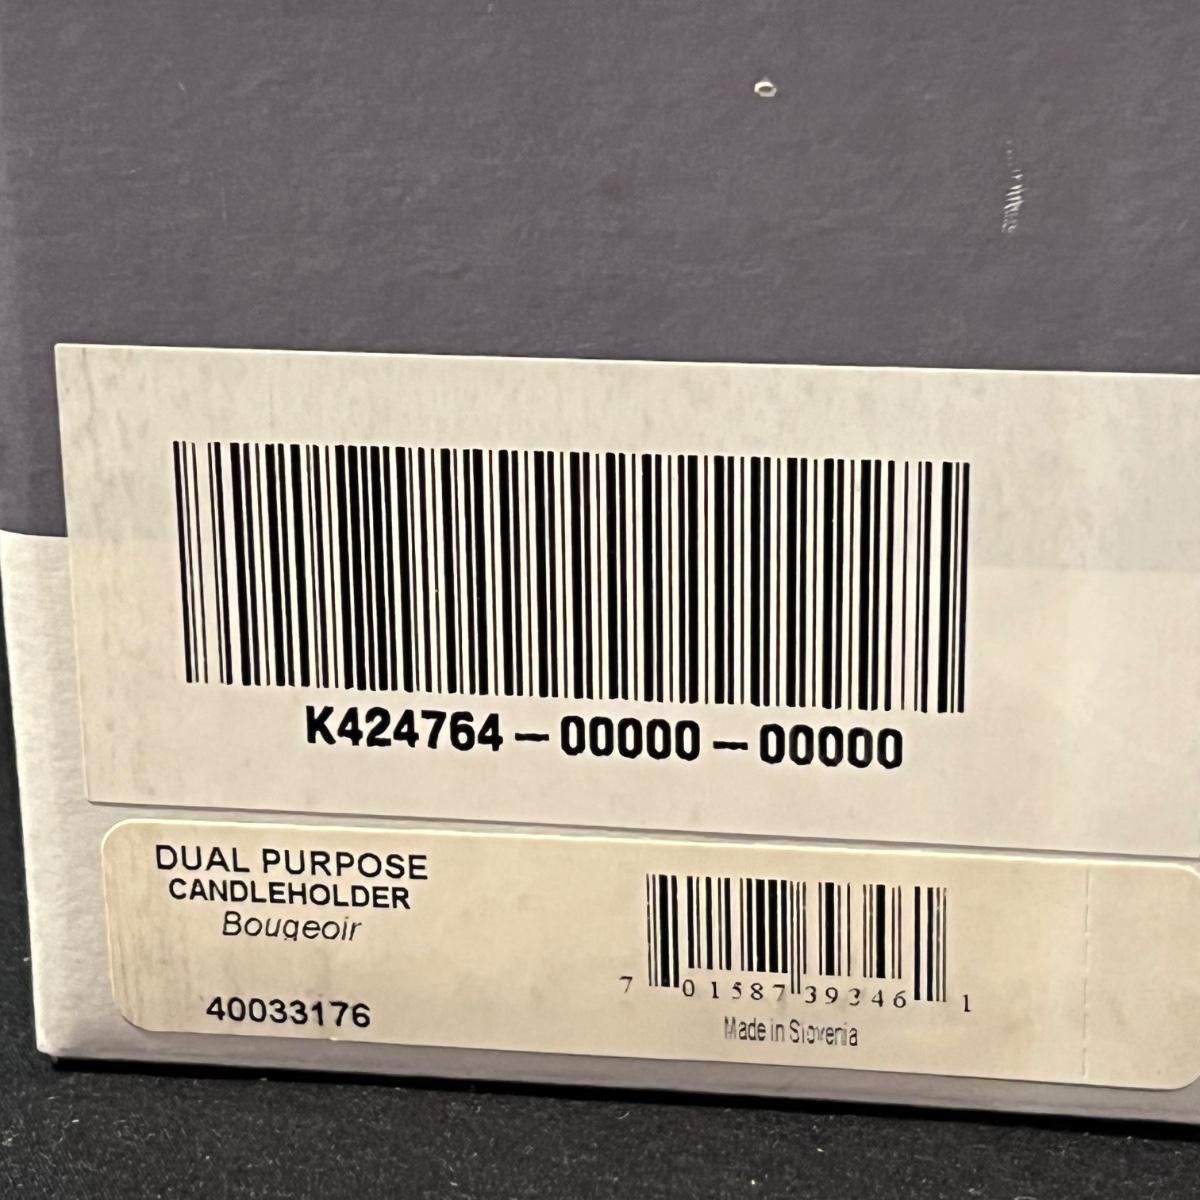 K424764-00000-00000
DUAL PURPOSE
CANDLEHOLDER
Bougeoir
40033176
7 01587 39346 1
Made in Slovenia